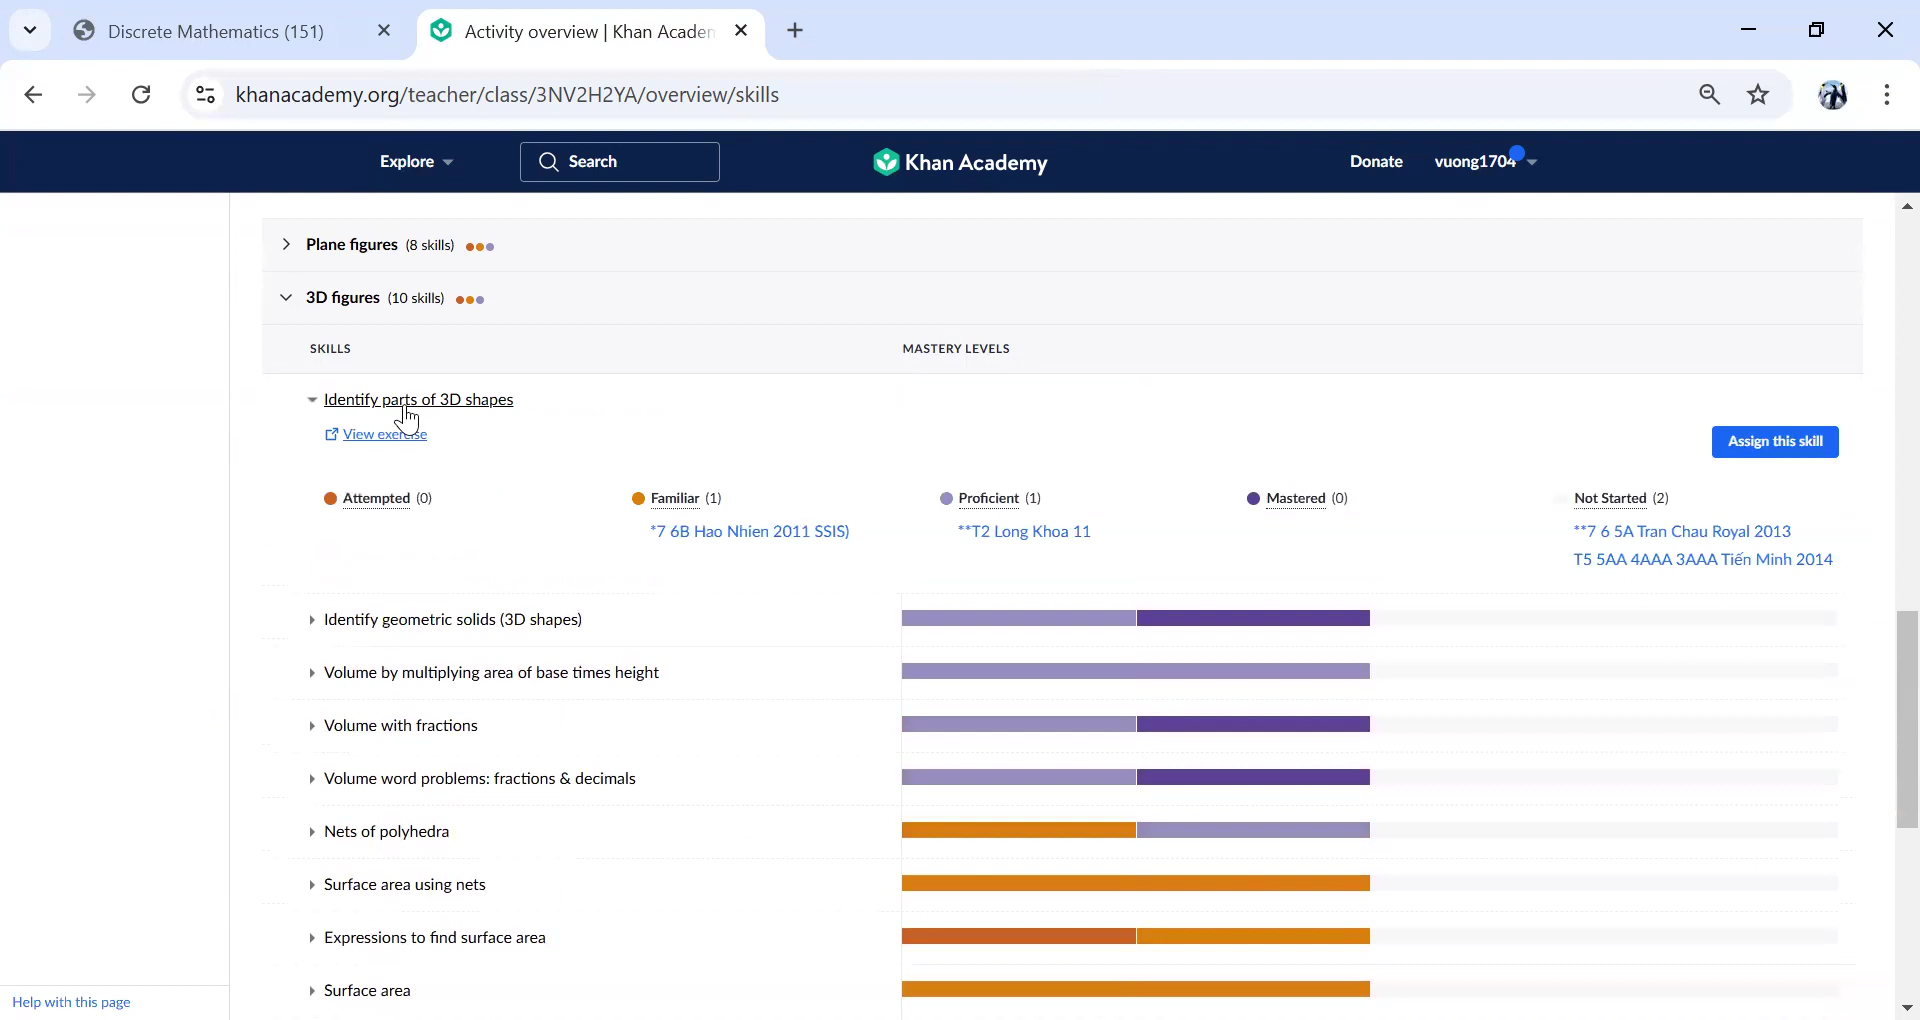 Discrete Mathematics (151)
Activity overview | Khan Academ
khanacademy.org/teacher/class/3NV2H2YA/overview/skills
Explore
Search
Khan Academy
Donate
vuong1704
Plane figures (8 skills)
3D figures (10 skills)
SKILLS
MASTERY LEVELS
Identify parts of 3D shapes
View exercise
Assign this skill
Attempted (0)
Familiar (1)
Proficient (1)
Mastered (0)
Not Started (2)
*7 6B Hao Nhien 2011 SSIS)
**T2 Long Khoa 11
**7 6 5A Tran Chau Royal 2013
T5 5AA 4AAA 3AAA Tiến Minh 2014
Identify geometric solids (3D shapes)
Volume by multiplying area of base times height
Volume with fractions
Volume word problems: fractions & decimals
Nets of polyhedra
Surface area using nets
Expressions to find surface area
Surface area
Help with this page